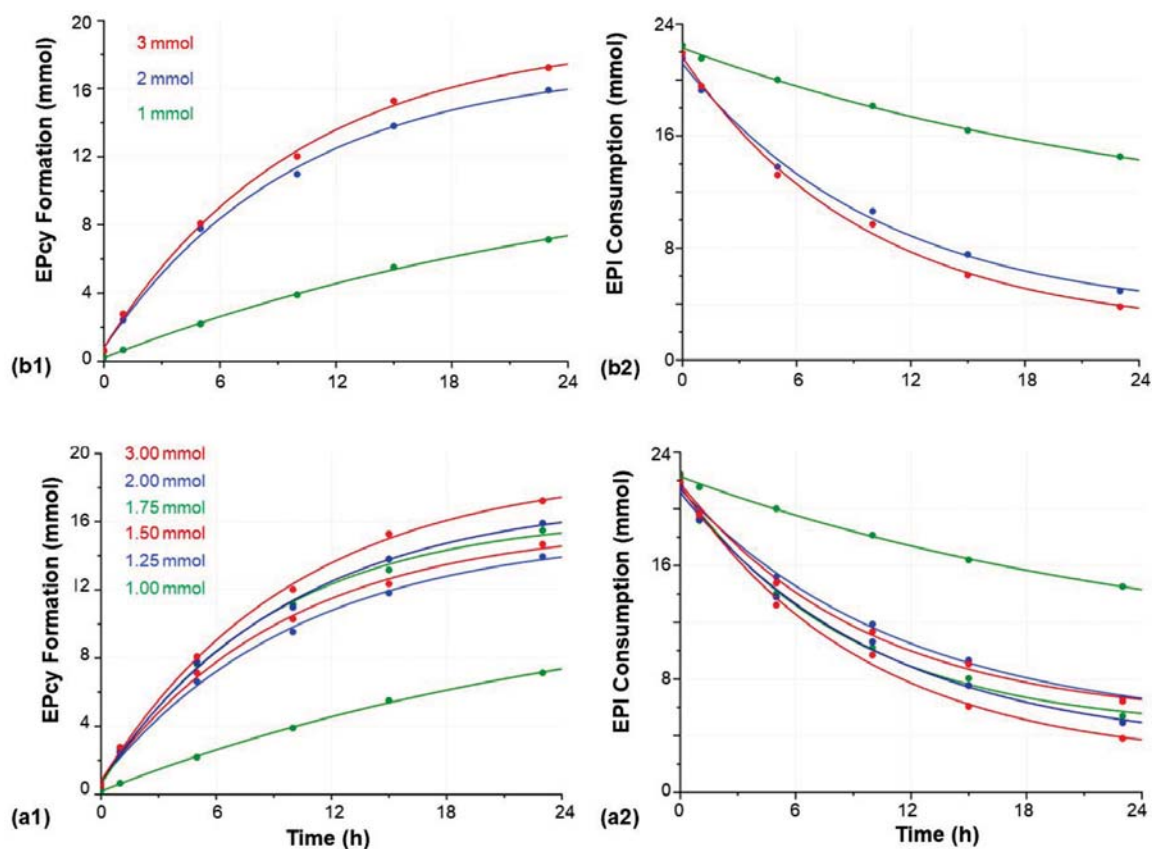 20
16
12
8
4
0
EPcy Formation (mmol)
3 mmol
2 mmol
1 mmol
0 6 12 18 24
(b1)
24
16
8
0
EPI Consumption (mmol)
0 6 12 18 24
(b2)
20
16
12
8
4
0
EPcy Formation (mmol)
3.00 mmol
2.00 mmol
1.75 mmol
1.50 mmol
1.25 mmol
1.00 mmol
0 6 12 18 24
(a1)
Time (h)
24
16
8
0
EPI Consumption (mmol)
0 6 12 18 24
(a2)
Time (h)